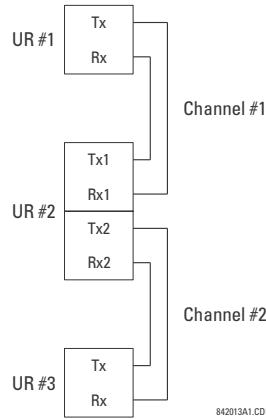 UR #1
Tx
Rx
Channel #1
UR #2
Tx1
Rx1
Tx2
Rx2
Channel #2
UR #3
Tx
Rx
842013A1.CD